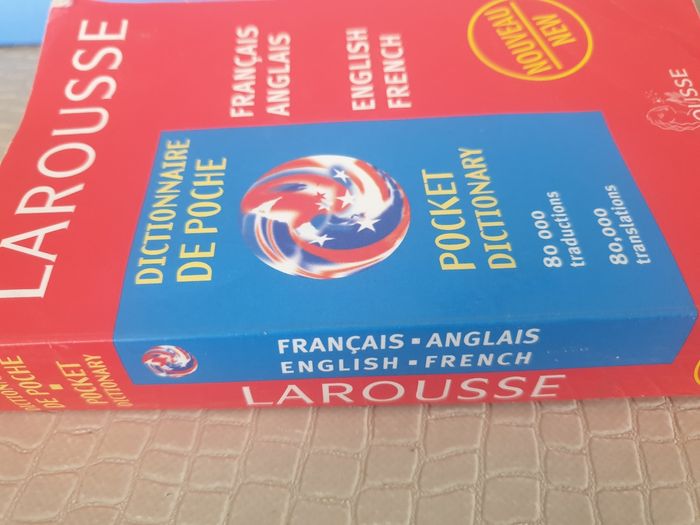 LAROUSSE
FRANÇAIS
ANGLAIS
ENGLISH
FRENCH
NOUVEAU
NEW
DICTIONNAIRE
DE POCHE
POCKET
DICTIONARY
80 000
traductions
80,000
translations
FRANÇAIS ▪ ANGLAIS
ENGLISH ▪ FRENCH
LAROUSSE
DE POCHE
POCKET
DICTIONARY